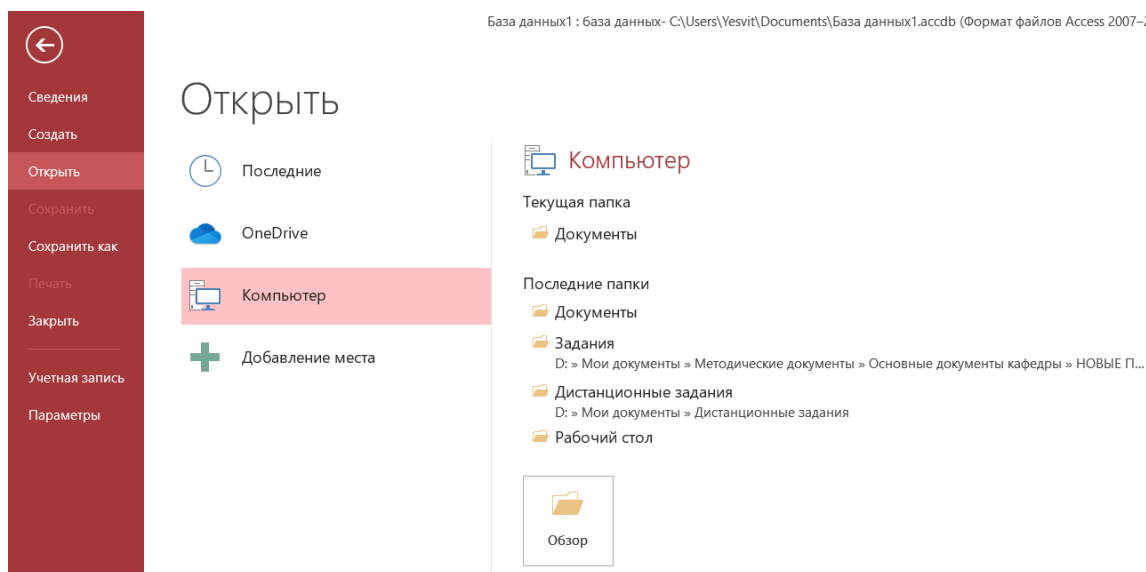 База данных1 : база данных- C:\Users\Yesvit\Documents\База данных1.accdb (Формат файлов Access 2007–
Сведения
Создать
Открыть
Сохранить
Сохранить как
Печать
Закрыть
Учетная запись
Параметры
Открыть
Последние
OneDrive
Компьютер
Добавление места
Компьютер
Текущая папка
Документы
Последние папки
Документы
Задания
D: » Мои документы » Методические документы » Основные документы кафедры » НОВЫЕ П...
Дистанционные задания
D: » Мои документы » Дистанционные задания
Рабочий стол
Обзор